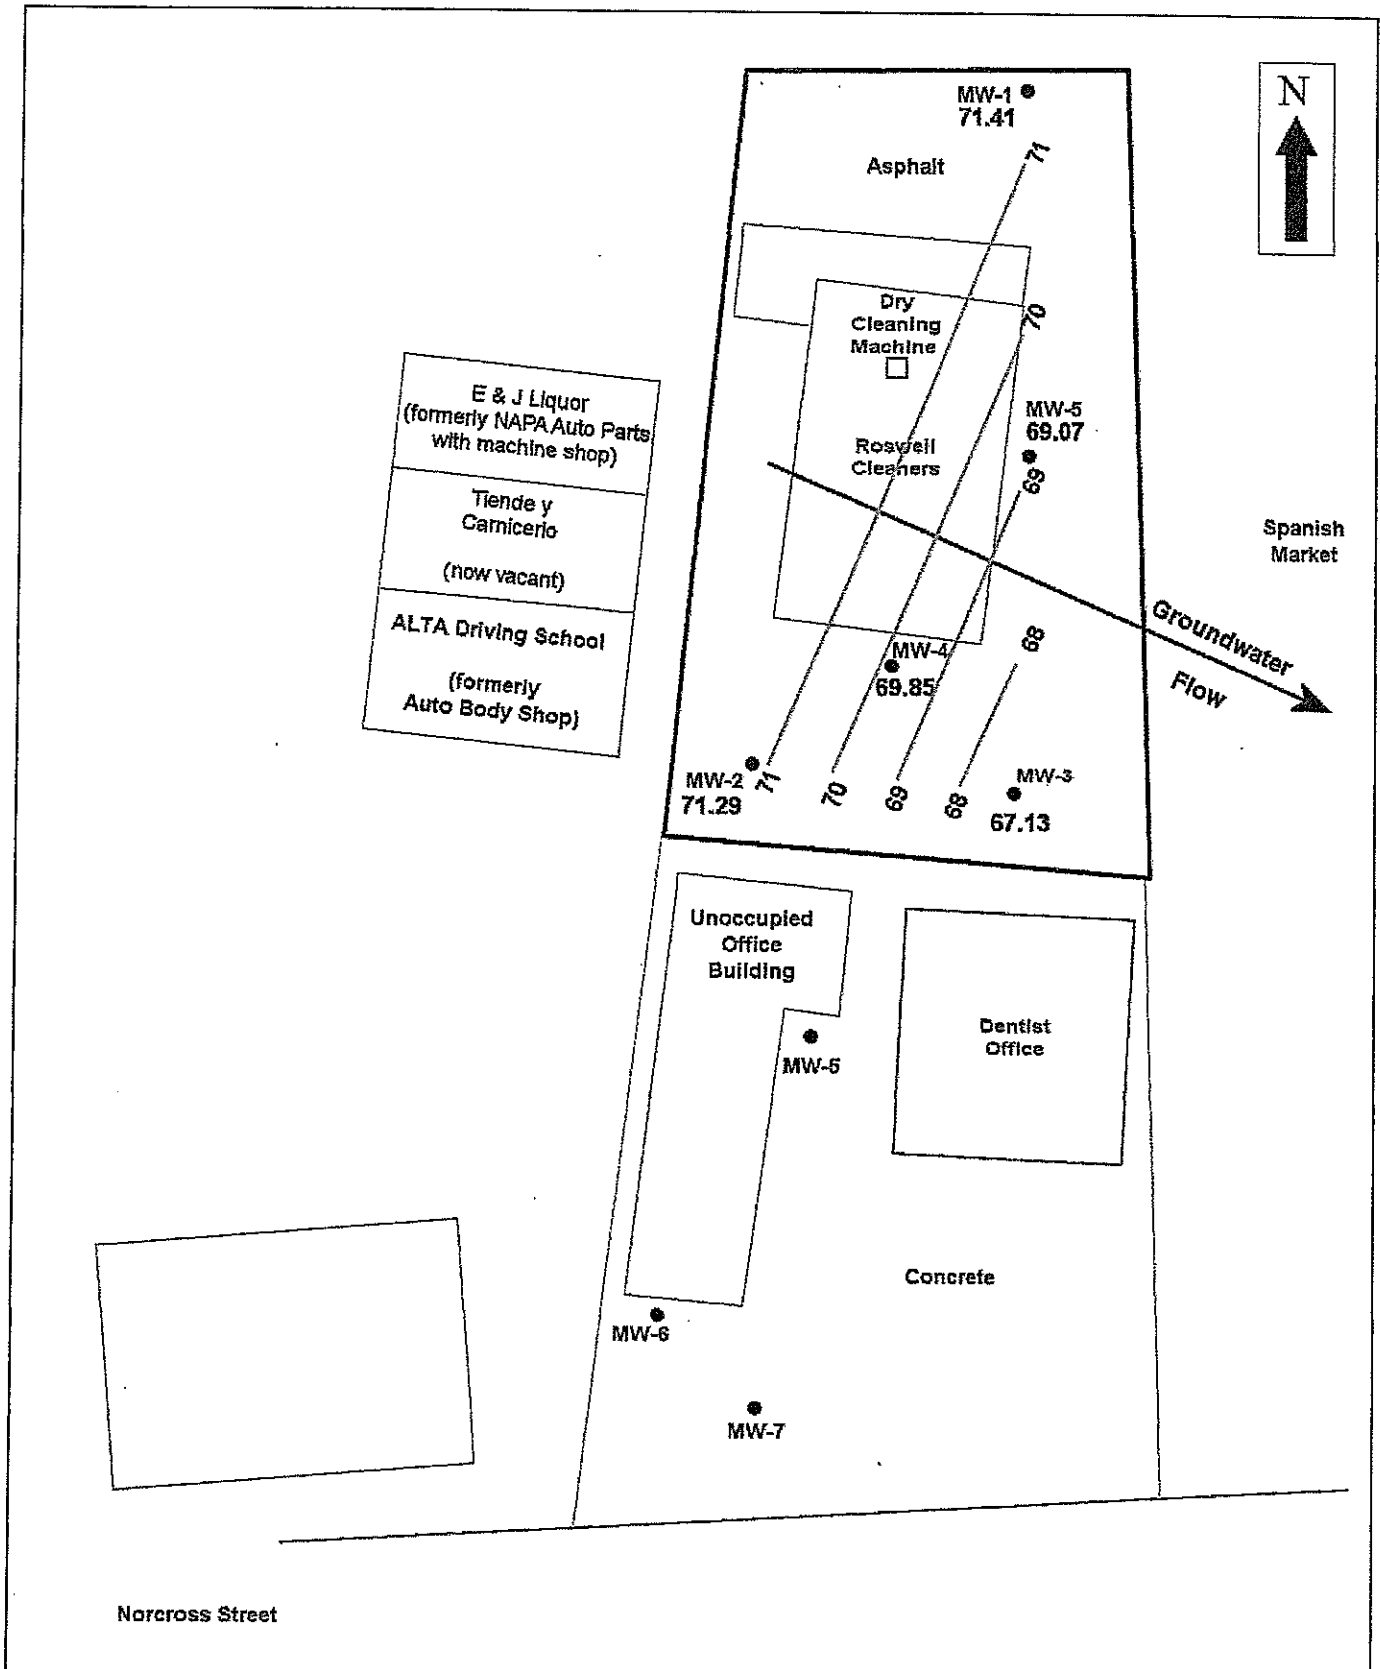 N
MW-1
71.41
Asphalt
71
Dry
Cleaning
Machine
70
E & J Liquor
(formerly NAPA Auto Parts
with machine shop)
MW-5
69.07
Roswell
Cleaners
69
Tiende y
Carnicerio
(now vacant)
Spanish
Market
ALTA Driving School
(formerly
Auto Body Shop)
Groundwater
Flow
68
MW-4
69.85
MW-2
71.29
71
70
69
68
MW-3
67.13
Unoccupied
Office
Building
Dentist
Office
MW-5
Concrete
MW-6
MW-7
Norcross Street